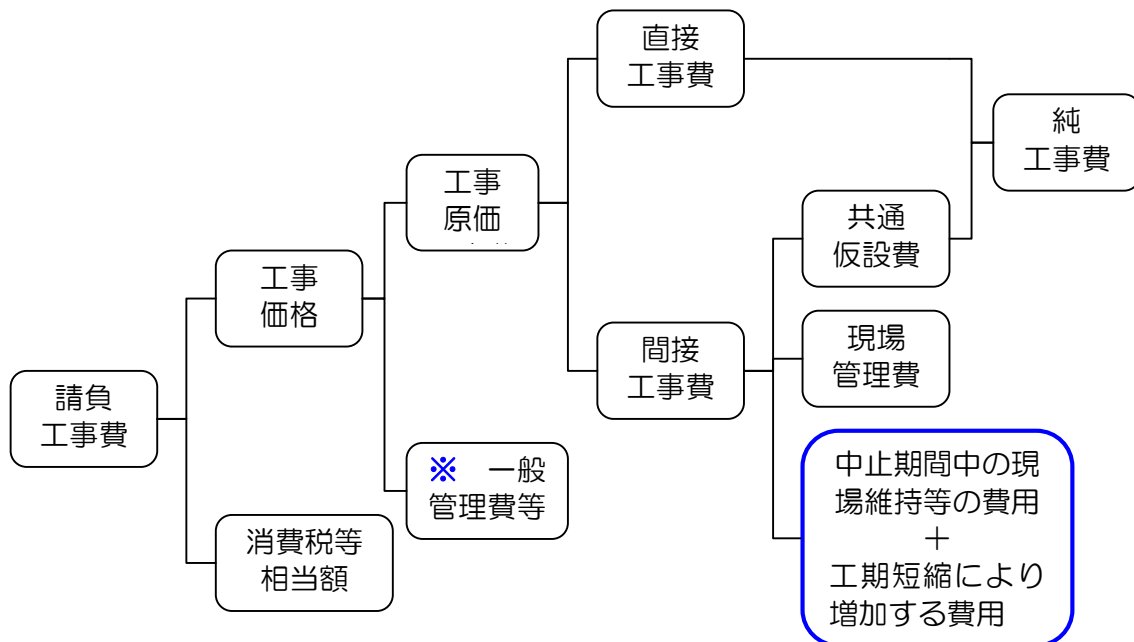 直接
工事費
純
工事費
工事
原価
共通
仮設費
工事
価格
間接
工事費
現場
管理費
請負
工事費
※　一般
管理費等
中止期間中の現
場維持等の費用
＋
工期短縮により
増加する費用
消費税等
相当額